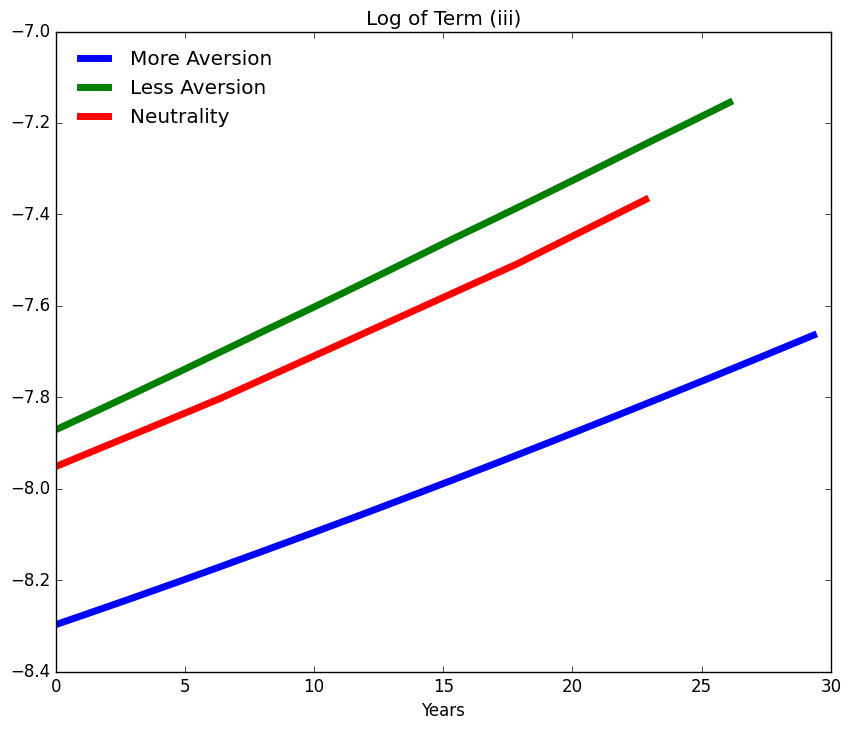 Log of Term (iii)
−7.0
More Aversion
Less Aversion
Neutrality
−7.2
−7.4
−7.6
−7.8
−8.0
−8.2
−8.4
0 5 10 15 20 25 30
Years